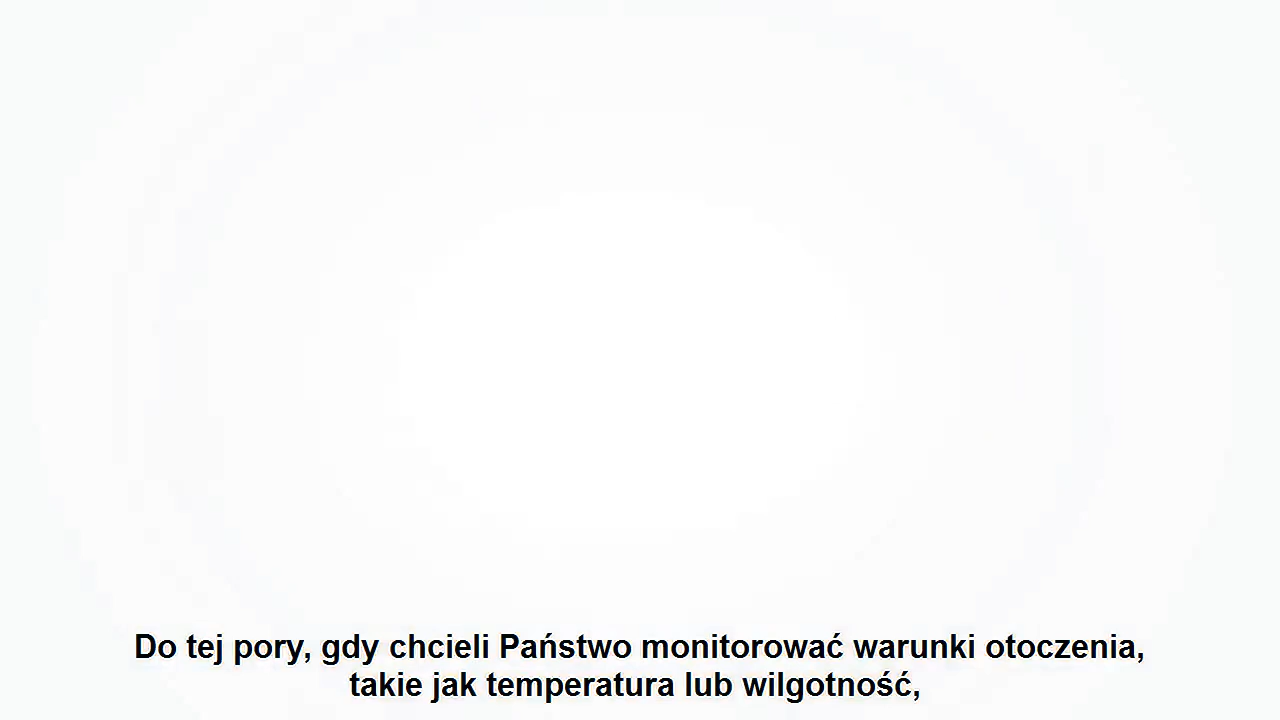 Do tej pory, gdy chcieli Państwo monitorować warunki otoczenia,
takie jak temperatura lub wilgotność,